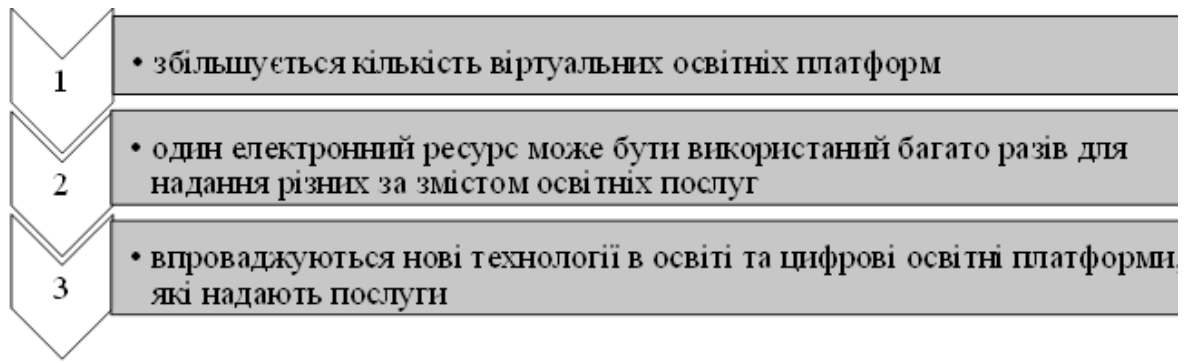 1
• збільшується кількість віртуальних освітніх платформ
2
• один електронний ресурс може бути використаний багато разів для
надання різних за змістом освітніх послуг
3
• впроваджуються нові технології в освіті та цифрові освітні платформи,
які надають послуги